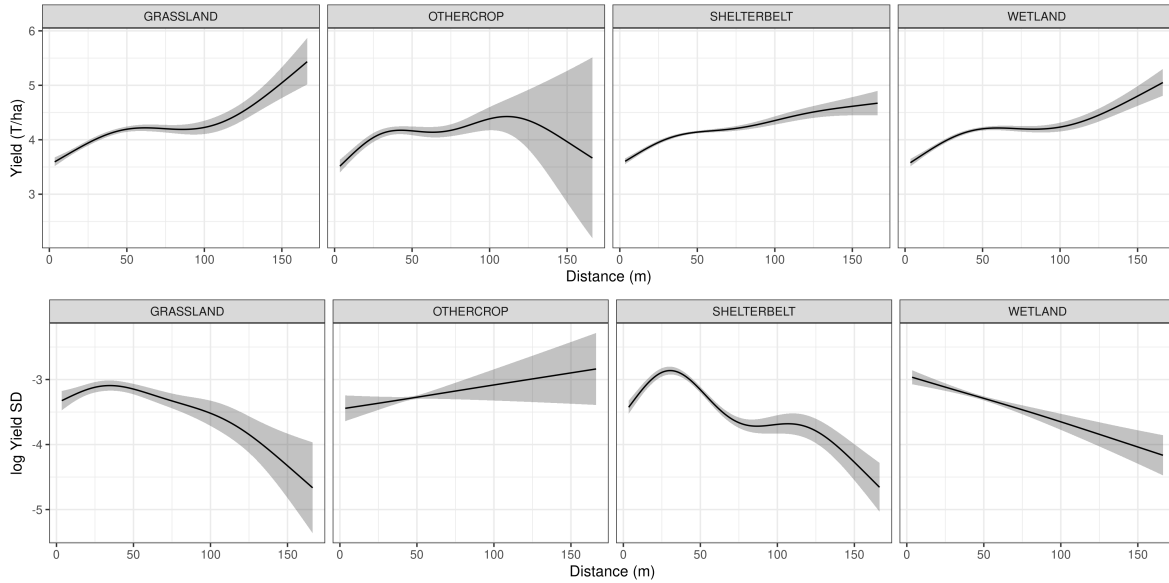 GRASSLAND OTHERCROP SHELTERBELT WETLAND
6
5
4
3
Yield (T/ha)
0 50 100 150 0 50 100 150 0 50 100 150 0 50 100 150
Distance (m)
GRASSLAND OTHERCROP SHELTERBELT WETLAND
-3
-4
-5
log Yield SD
0 50 100 150 0 50 100 150 0 50 100 150 0 50 100 150
Distance (m)